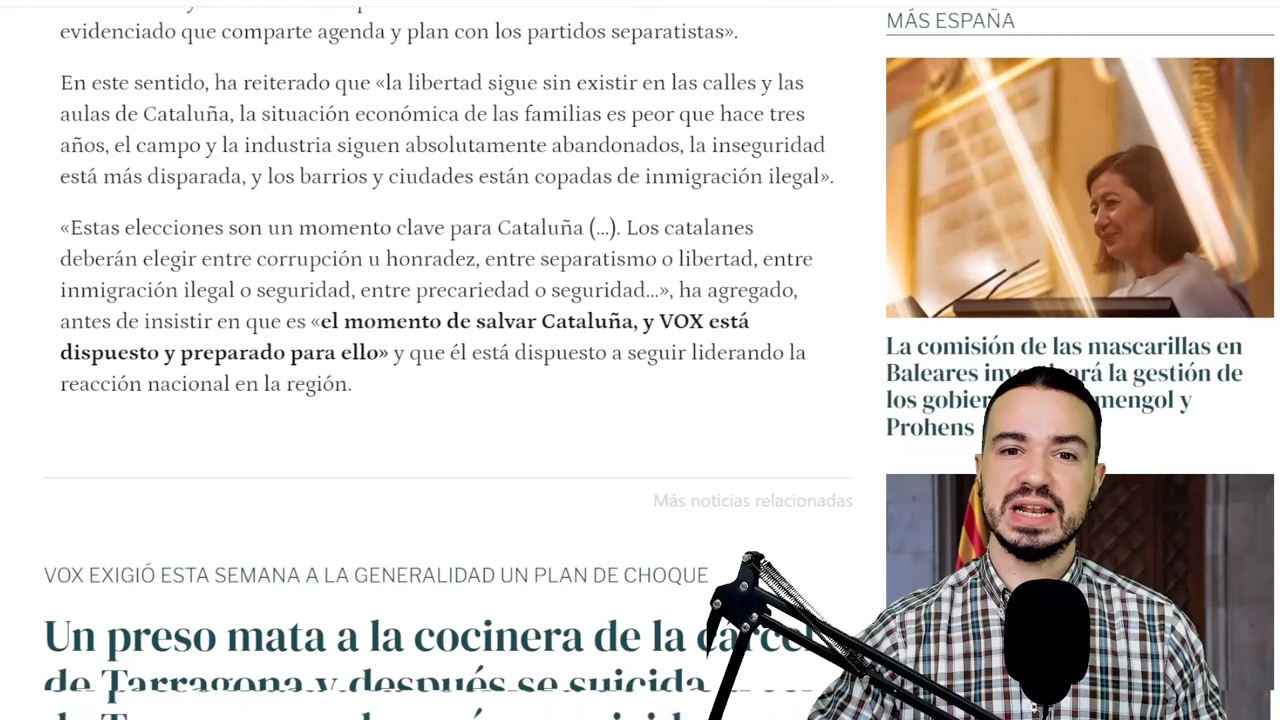 evidenciado que comparte agenda y plan con los partidos separatistas».
En este sentido, ha reiterado que «la libertad sigue sin existir en las calles y las
aulas de Cataluña, la situación económica de las familias es peor que hace tres
años, el campo y la industria siguen absolutamente abandonados, la inseguridad
está más disparada, y los barrios y ciudades están copadas de inmigración ilegal».
«Estas elecciones son un momento clave para Cataluña (...). Los catalanes
deberán elegir entre corrupción u honradez, entre separatismo o libertad, entre
inmigración ilegal o seguridad, entre precariedad o seguridad...», ha agregado,
antes de insistir en que es «el momento de salvar Cataluña, y VOX está
dispuesto y preparado para ello» y que él está dispuesto a seguir liderando la
reacción nacional en la región.
Más noticias relacionadas
VOX EXIGIÓ ESTA SEMANA A LA GENERALIDAD UN PLAN DE CHOQUE
Un preso mata a la cocinera de la cárcel
de Tarragona y después se suicida
MÁS ESPAÑA
La comisión de las mascarillas en
Baleares la gestión de
los y
Prohens